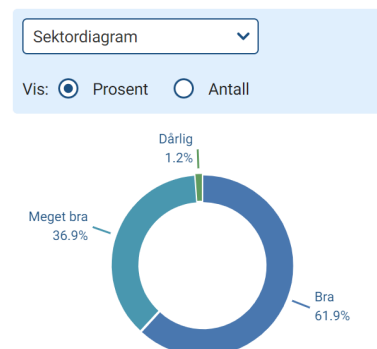 Sektordiagram
Vis: Prosent Antall
Dårlig
1.2%
Meget bra
36.9%
Bra
61.9%